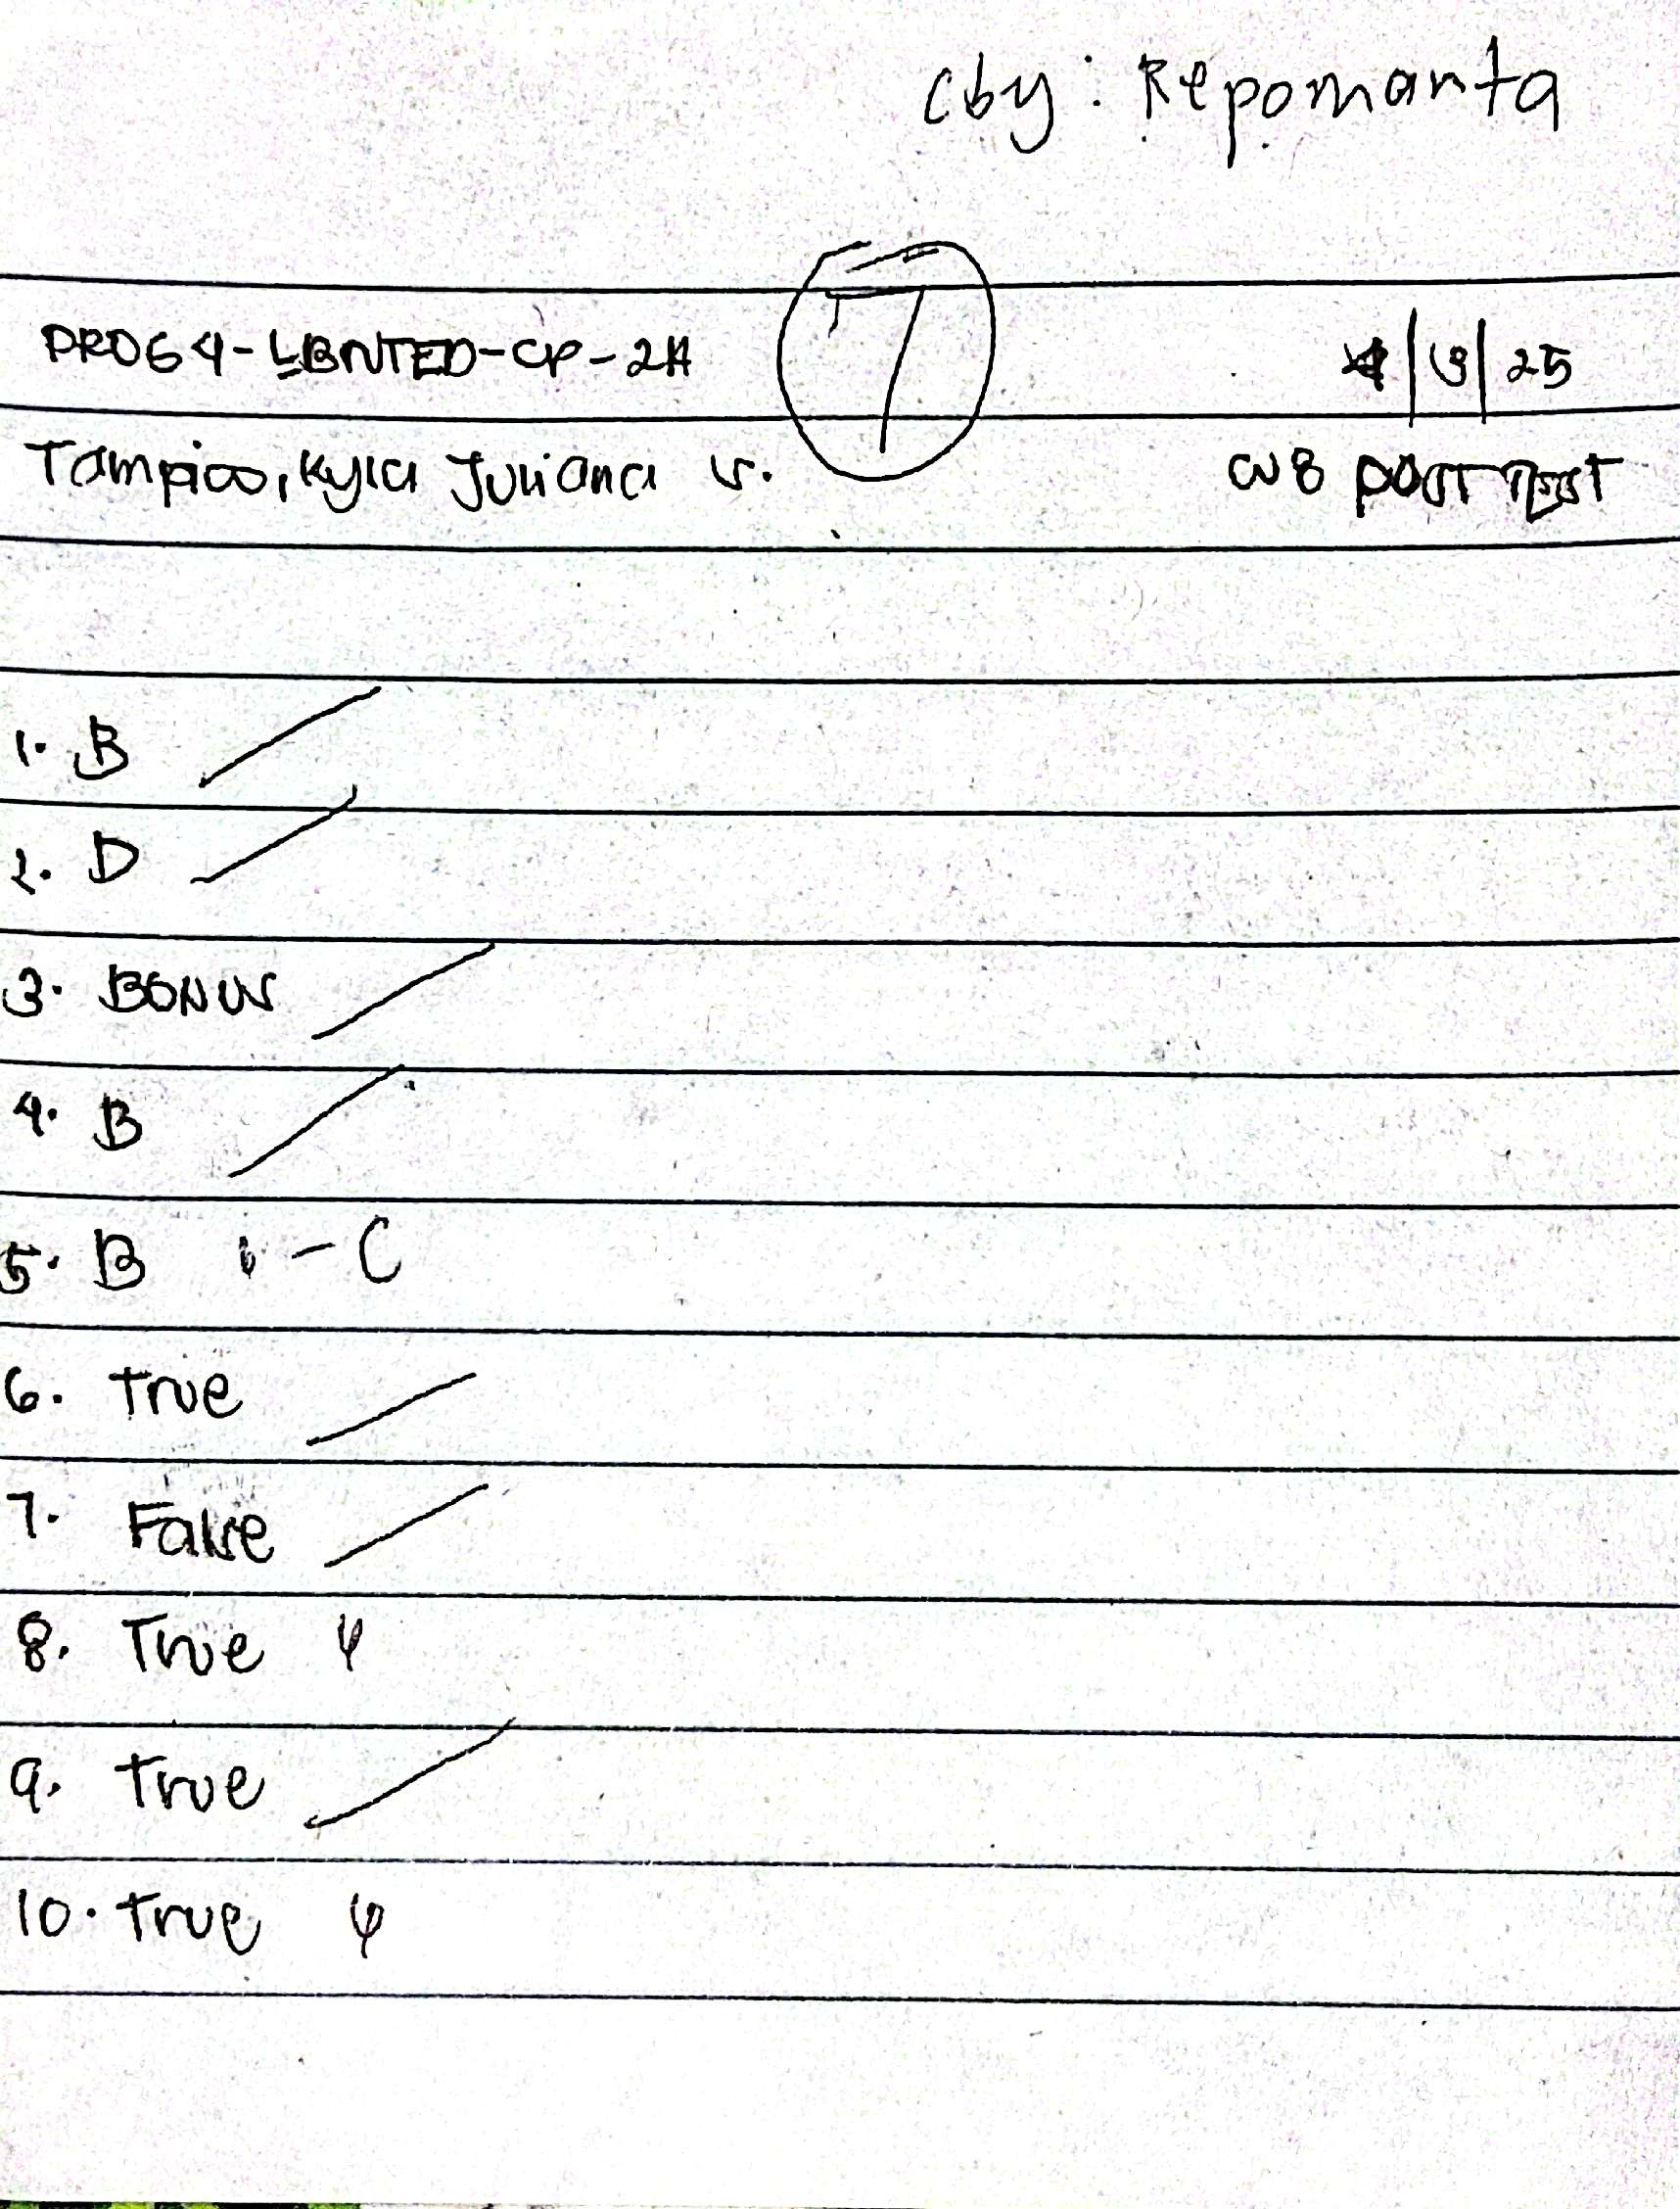 cby: Repomanta
7
PROG4-LBNTED-CP-2A
4/3/25
Tampico, Kyla Juliana S.
W8 POST TEST
1. B
2. D
3. BONUS
4. B
5. B - C
6. True
7. False
8. True
9. True
10. True